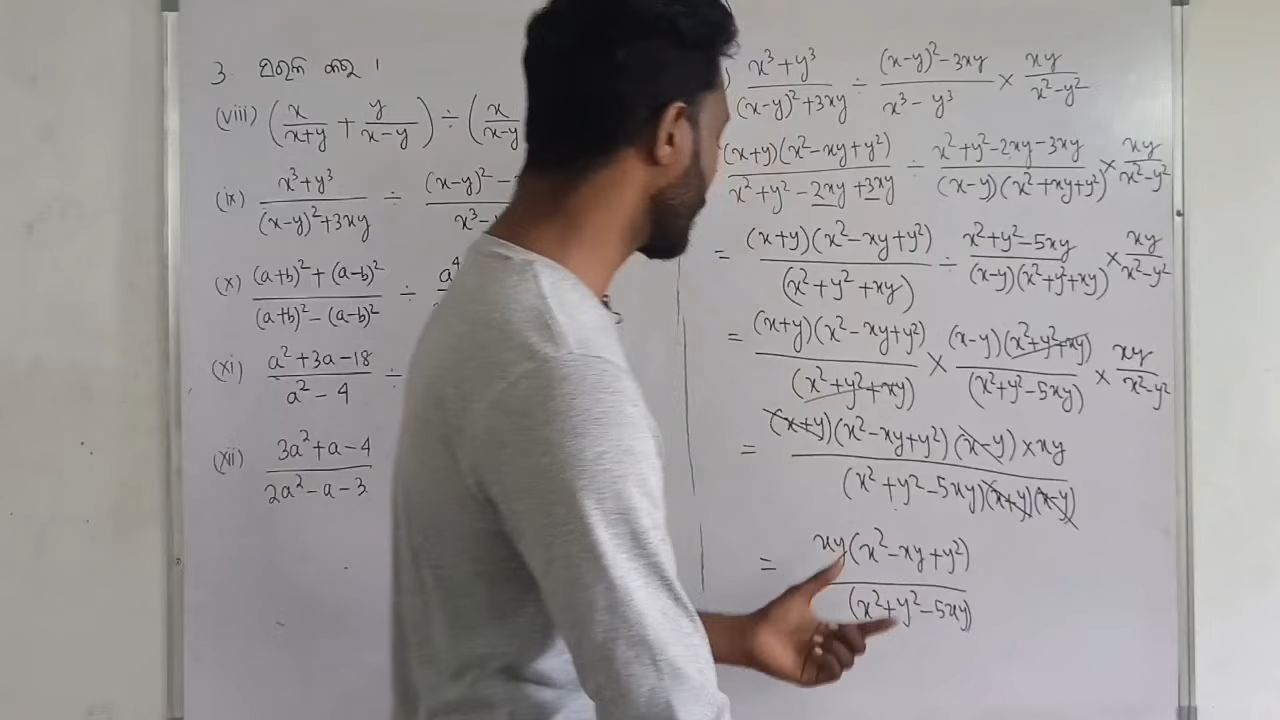 3. ସରଳ କର ।
(viii) (x/(x+y) + y/(x-y)) ÷ (x/(x-y)
(ix) (x³+y³)/((x-y)²+3xy) ÷ ((x-y)² -)/(x³-)
(x) ((a+b)²+(a-b)²)/((a+b)²-(a-b)²) ÷ a⁴
(xi) (a²+3a-18)/(a²-4) ÷
(xii) (3a²+a-4)/(2a²-a-3)
) (x³+y³)/((x-y)²+3xy) ÷ ((x-y)²-3xy)/(x³-y³) × xy/(x²-y²)
(x+y)(x²-xy+y²)/(x²+y²-2xy+3xy) ÷ (x²+y²-2xy-3xy)/((x-y)(x²+xy+y²)) × xy/(x²-y²)
= (x+y)(x²-xy+y²)/(x²+y²+xy) ÷ (x²+y²-5xy)/((x-y)(x²+y²+xy)) × xy/(x²-y²)
= (x+y)(x²-xy+y²)/(x²+y²+xy) × (x-y)(x²+y²+xy)/(x²+y²-5xy) × xy/(x²-y²)
= (x+y)(x²-xy+y²)(x-y)×xy/(x²+y²-5xy)(x+y)(x-y)
= xy(x²-xy+y²)/(x²+y²-5xy)